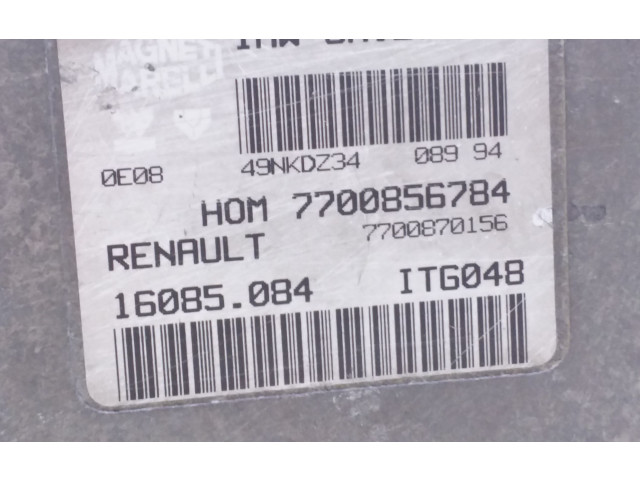 MAGNETI
MARELLI
49NKDZ34 089 94
0E08
HOM 7700856784
7700870156
RENAULT
16085.084 ITG048